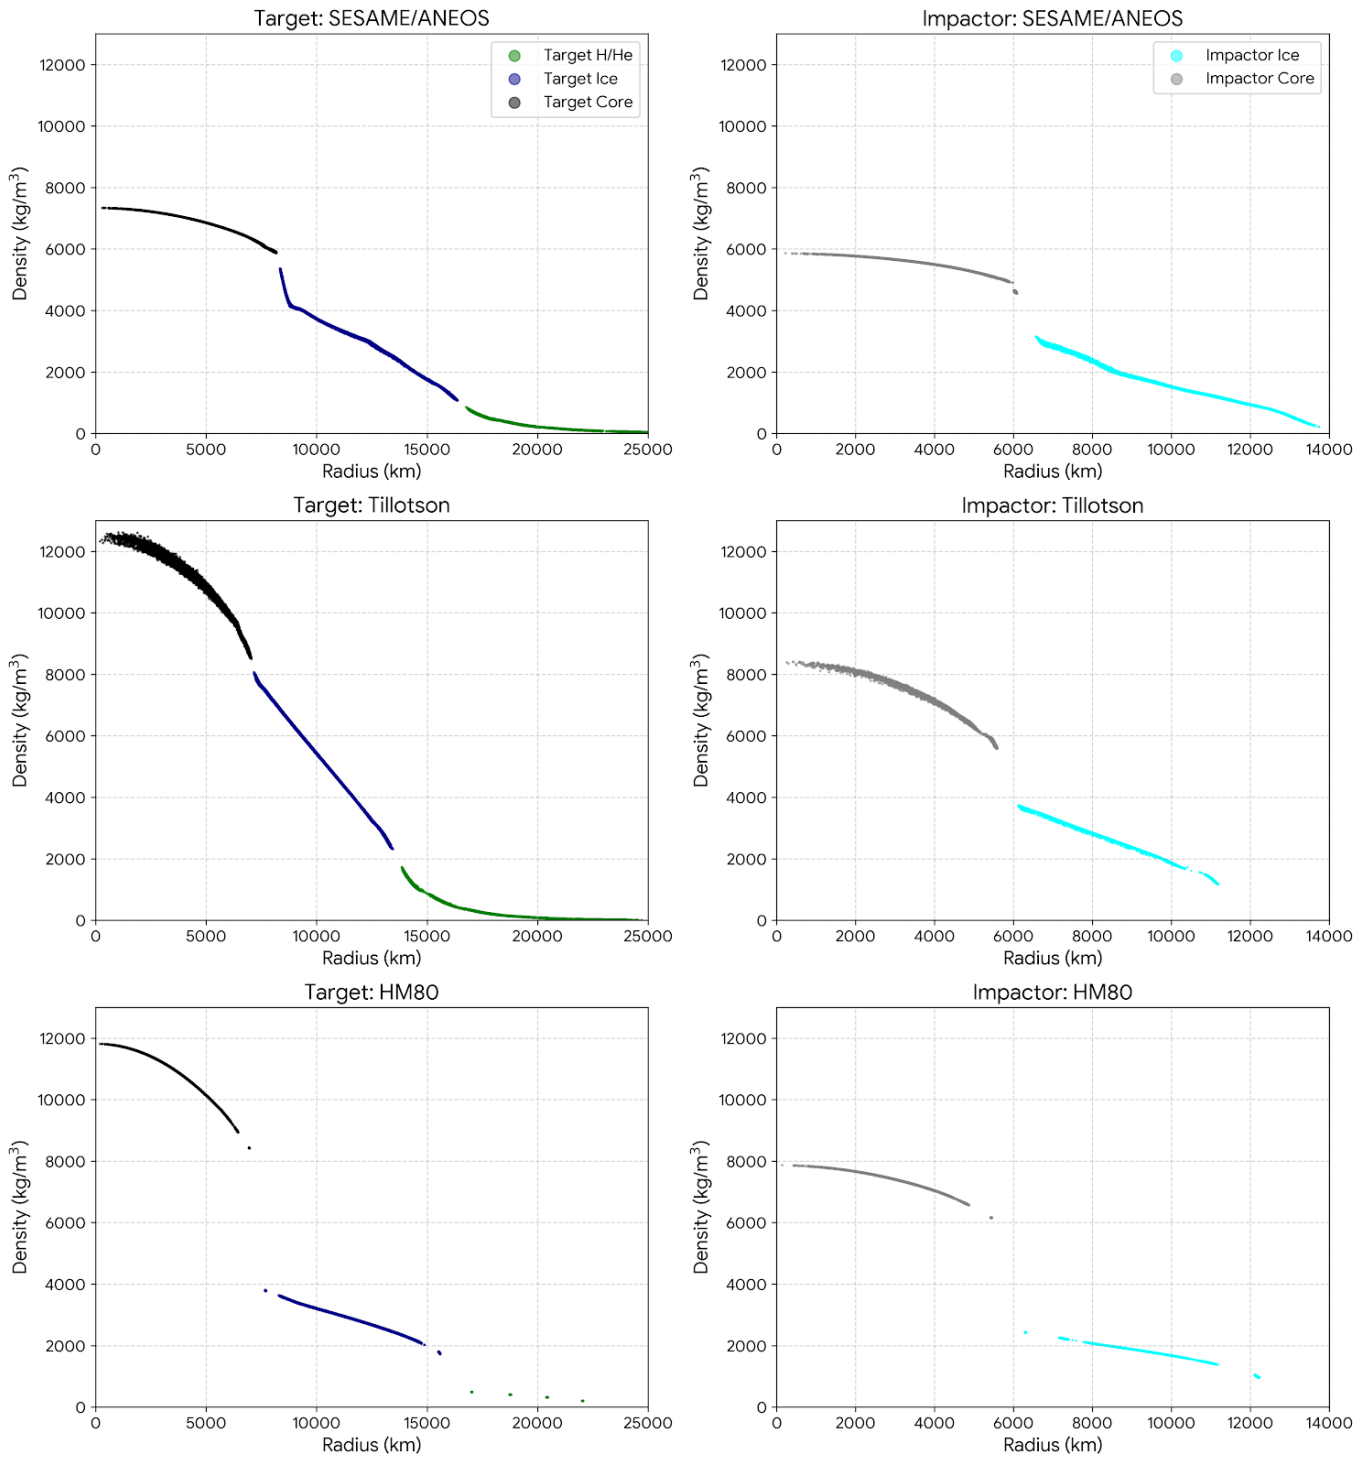 Target: SESAME/ANEOS
12000
10000
8000
6000
4000
2000
0
Density (kg/m³)
Target H/He
Target Ice
Target Core
0 5000 10000 15000 20000 25000
Radius (km)
Impactor: SESAME/ANEOS
12000
10000
8000
6000
4000
2000
0
Density (kg/m³)
Impactor Ice
Impactor Core
0 2000 4000 6000 8000 10000 12000 14000
Radius (km)
Target: Tillotson
12000
10000
8000
6000
4000
2000
0
Density (kg/m³)
0 5000 10000 15000 20000 25000
Radius (km)
Impactor: Tillotson
12000
10000
8000
6000
4000
2000
0
Density (kg/m³)
0 2000 4000 6000 8000 10000 12000 14000
Radius (km)
Target: HM80
12000
10000
8000
6000
4000
2000
0
Density (kg/m³)
0 5000 10000 15000 20000 25000
Radius (km)
Impactor: HM80
12000
10000
8000
6000
4000
2000
0
Density (kg/m³)
0 2000 4000 6000 8000 10000 12000 14000
Radius (km)